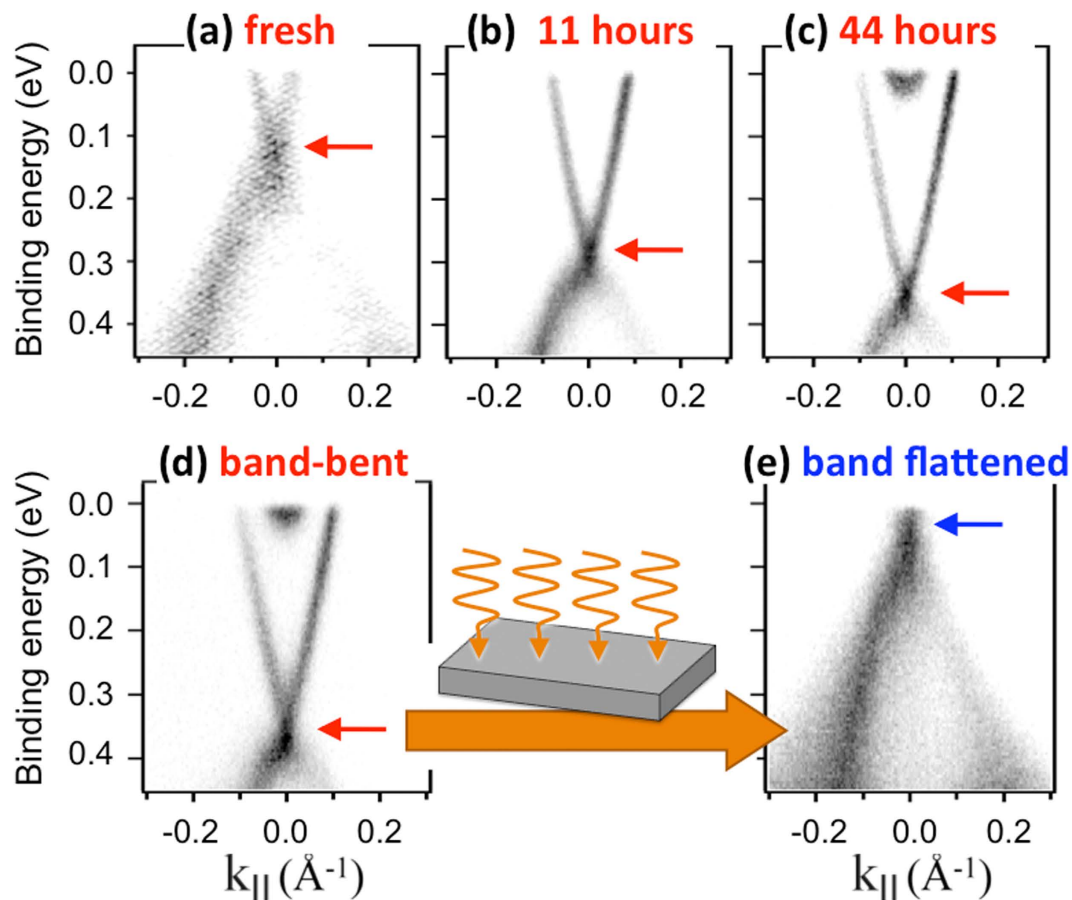 (a) fresh
(b) 11 hours
(c) 44 hours
Binding energy (eV)
0.0
0.1
0.2
0.3
0.4
-0.2 0.0 0.2
-0.2 0.0 0.2
-0.2 0.0 0.2
(d) band-bent
(e) band flattened
Binding energy (eV)
0.0
0.1
0.2
0.3
0.4
-0.2 0.0 0.2
-0.2 0.0 0.2
k|| (Å-1)
k|| (Å-1)